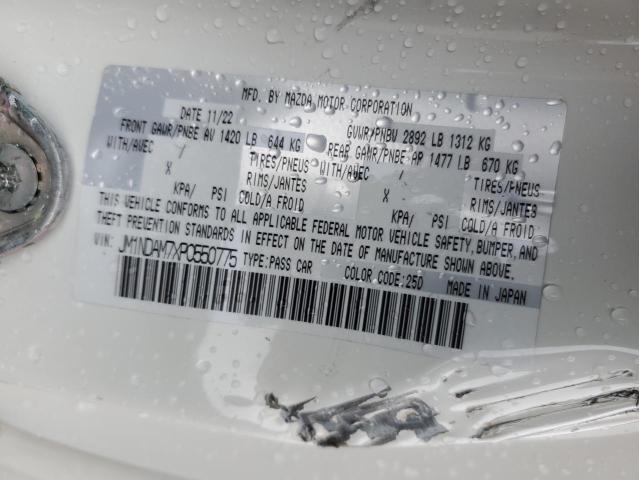 MFD. BY MAZDA MOTOR CORPORATION
DATE 11/22 GVWR/PNBV 2892 LB 1312 KG
FRONT GAWR/PNBE AV 1420 LB 644 KG REAR GAWR/PNBE AP 1477 LB 670 KG
WITH/AVEC TIRES/PNEUS WITH/AVEC TIRES/PNEUS
X RIMS/JANTES X RIMS/JANTES
KPA/ PSI COLD/A FROID KPA/ PSI COLD/A FROID
THIS VEHICLE CONFORMS TO ALL APPLICABLE FEDERAL MOTOR VEHICLE SAFETY, BUMPER, AND
THEFT PREVENTION STANDARDS IN EFFECT ON THE DATE OF MANUFACTURE SHOWN ABOVE.
VIN: JM1NDAM7XP0550775 TYPE: PASS CAR
COLOR CODE: 25D MADE IN JAPAN